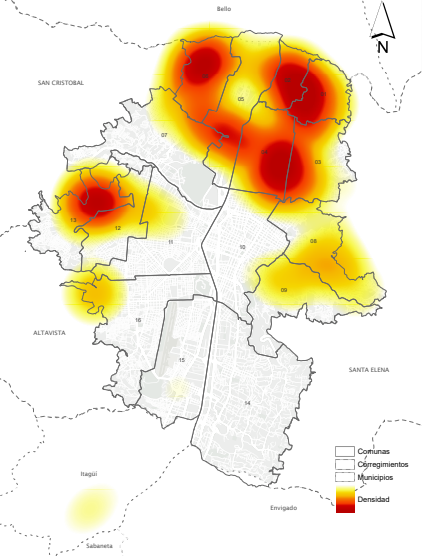 Bello
N
SAN CRISTOBAL
05
07
03
13
12
11
10
08
09
ALTAVISTA
16
15
SANTA ELENA
14
Comunas
Corregimientos
Municipios
Densidad
Itagüí
Envigado
Sabaneta